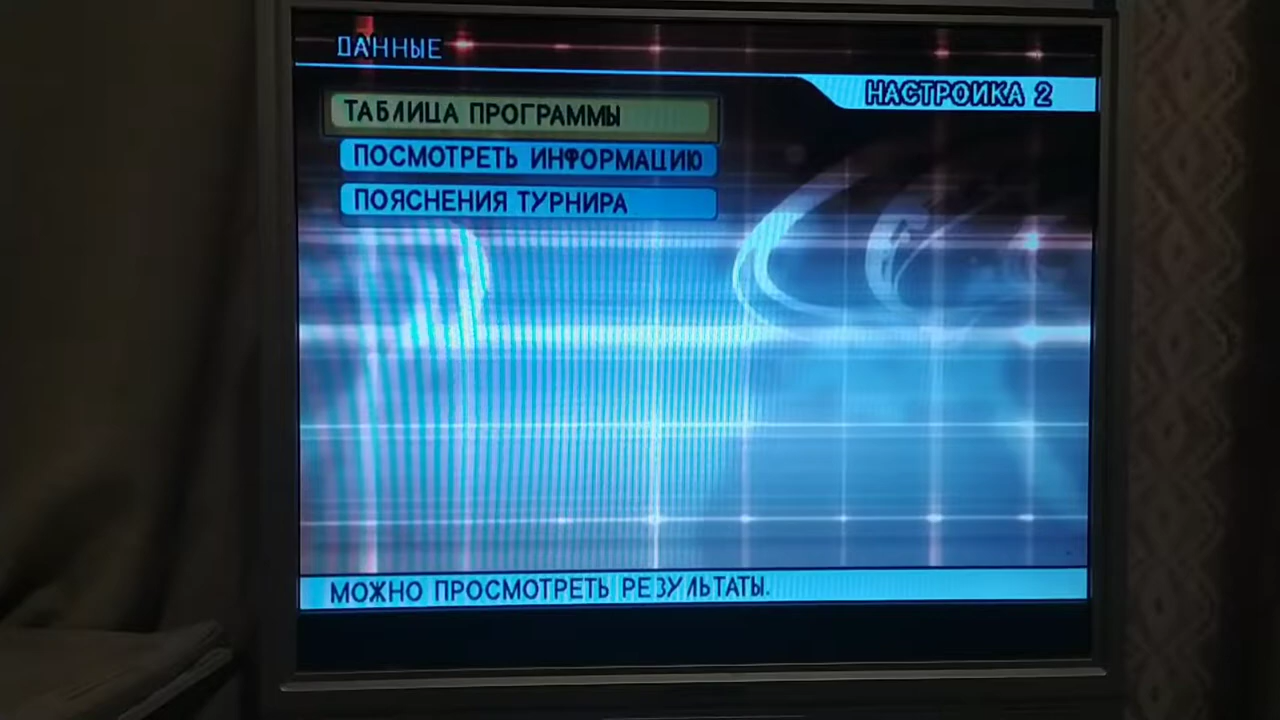 ДАННЫЕ
НАСТРОЙКА 2
ТАБЛИЦА ПРОГРАММЫ
ПОСМОТРЕТЬ ИНФОРМАЦИЮ
ПОЯСНЕНИЯ ТУРНИРА
МОЖНО ПРОСМОТРЕТЬ РЕЗУЛЬТАТЫ.